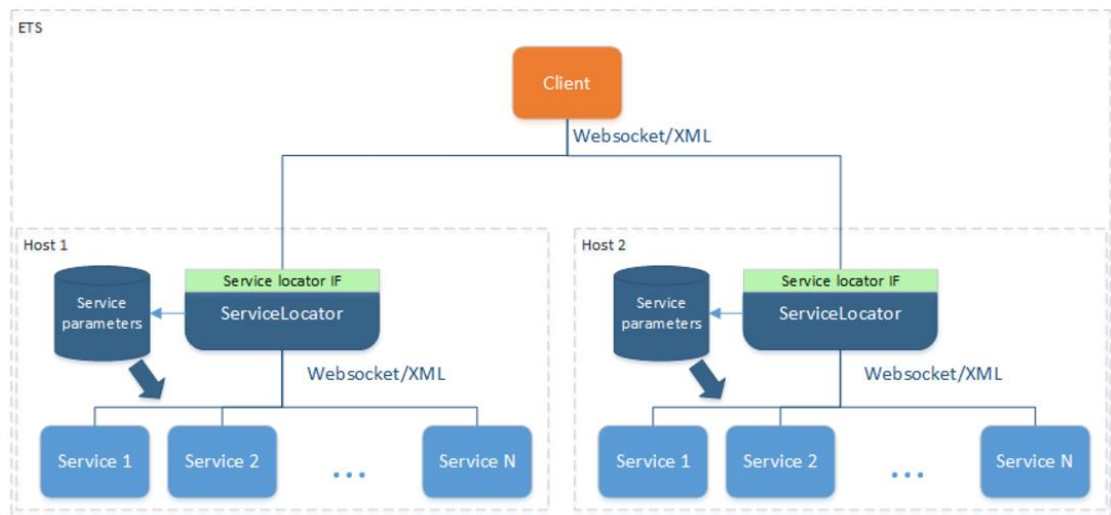 ETS
Client
Websocket/XML
Host 1
Service locator IF
ServiceLocator
Service
parameters
Websocket/XML
Service 1
Service 2
...
Service N
Host 2
Service locator IF
ServiceLocator
Service
parameters
Websocket/XML
Service 1
Service 2
...
Service N